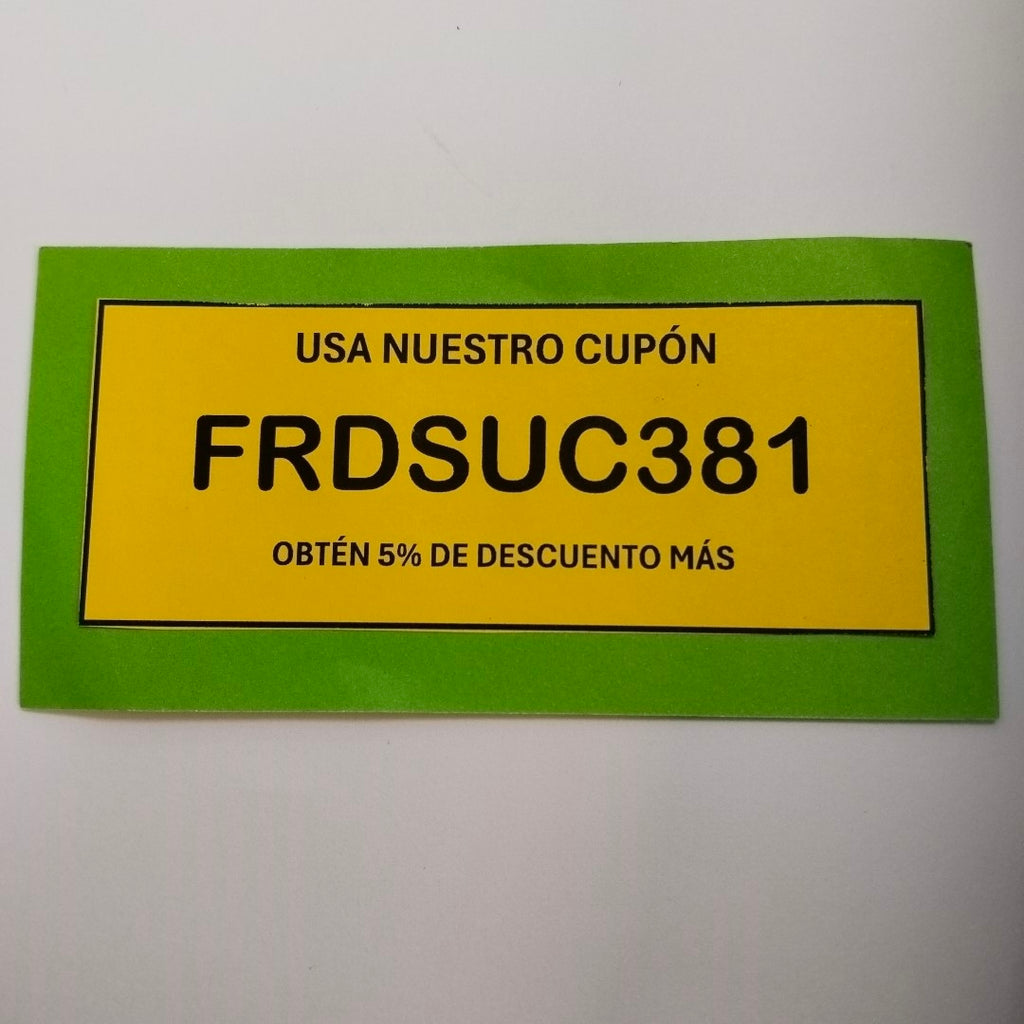 USA NUESTRO CUPÓN
FRDSUC381
OBTÉN 5% DE DESCUENTO MÁS